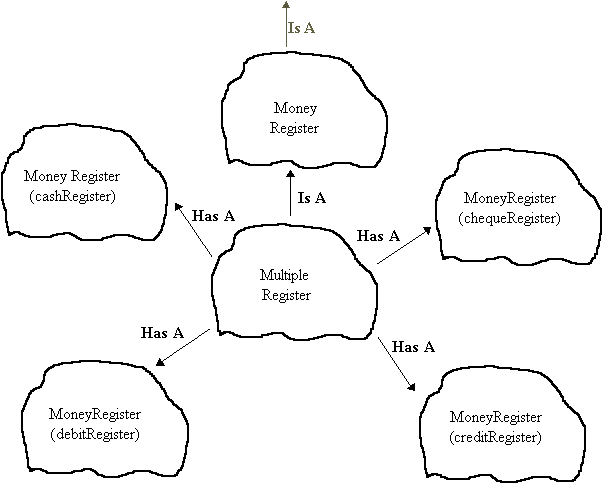 Is A
Money
Register
Money Register
(cashRegister)
MoneyRegister
(chequeRegister)
Is A
Has A
Has A
Multiple
Register
Has A
Has A
MoneyRegister
(debitRegister)
MoneyRegister
(creditRegister)